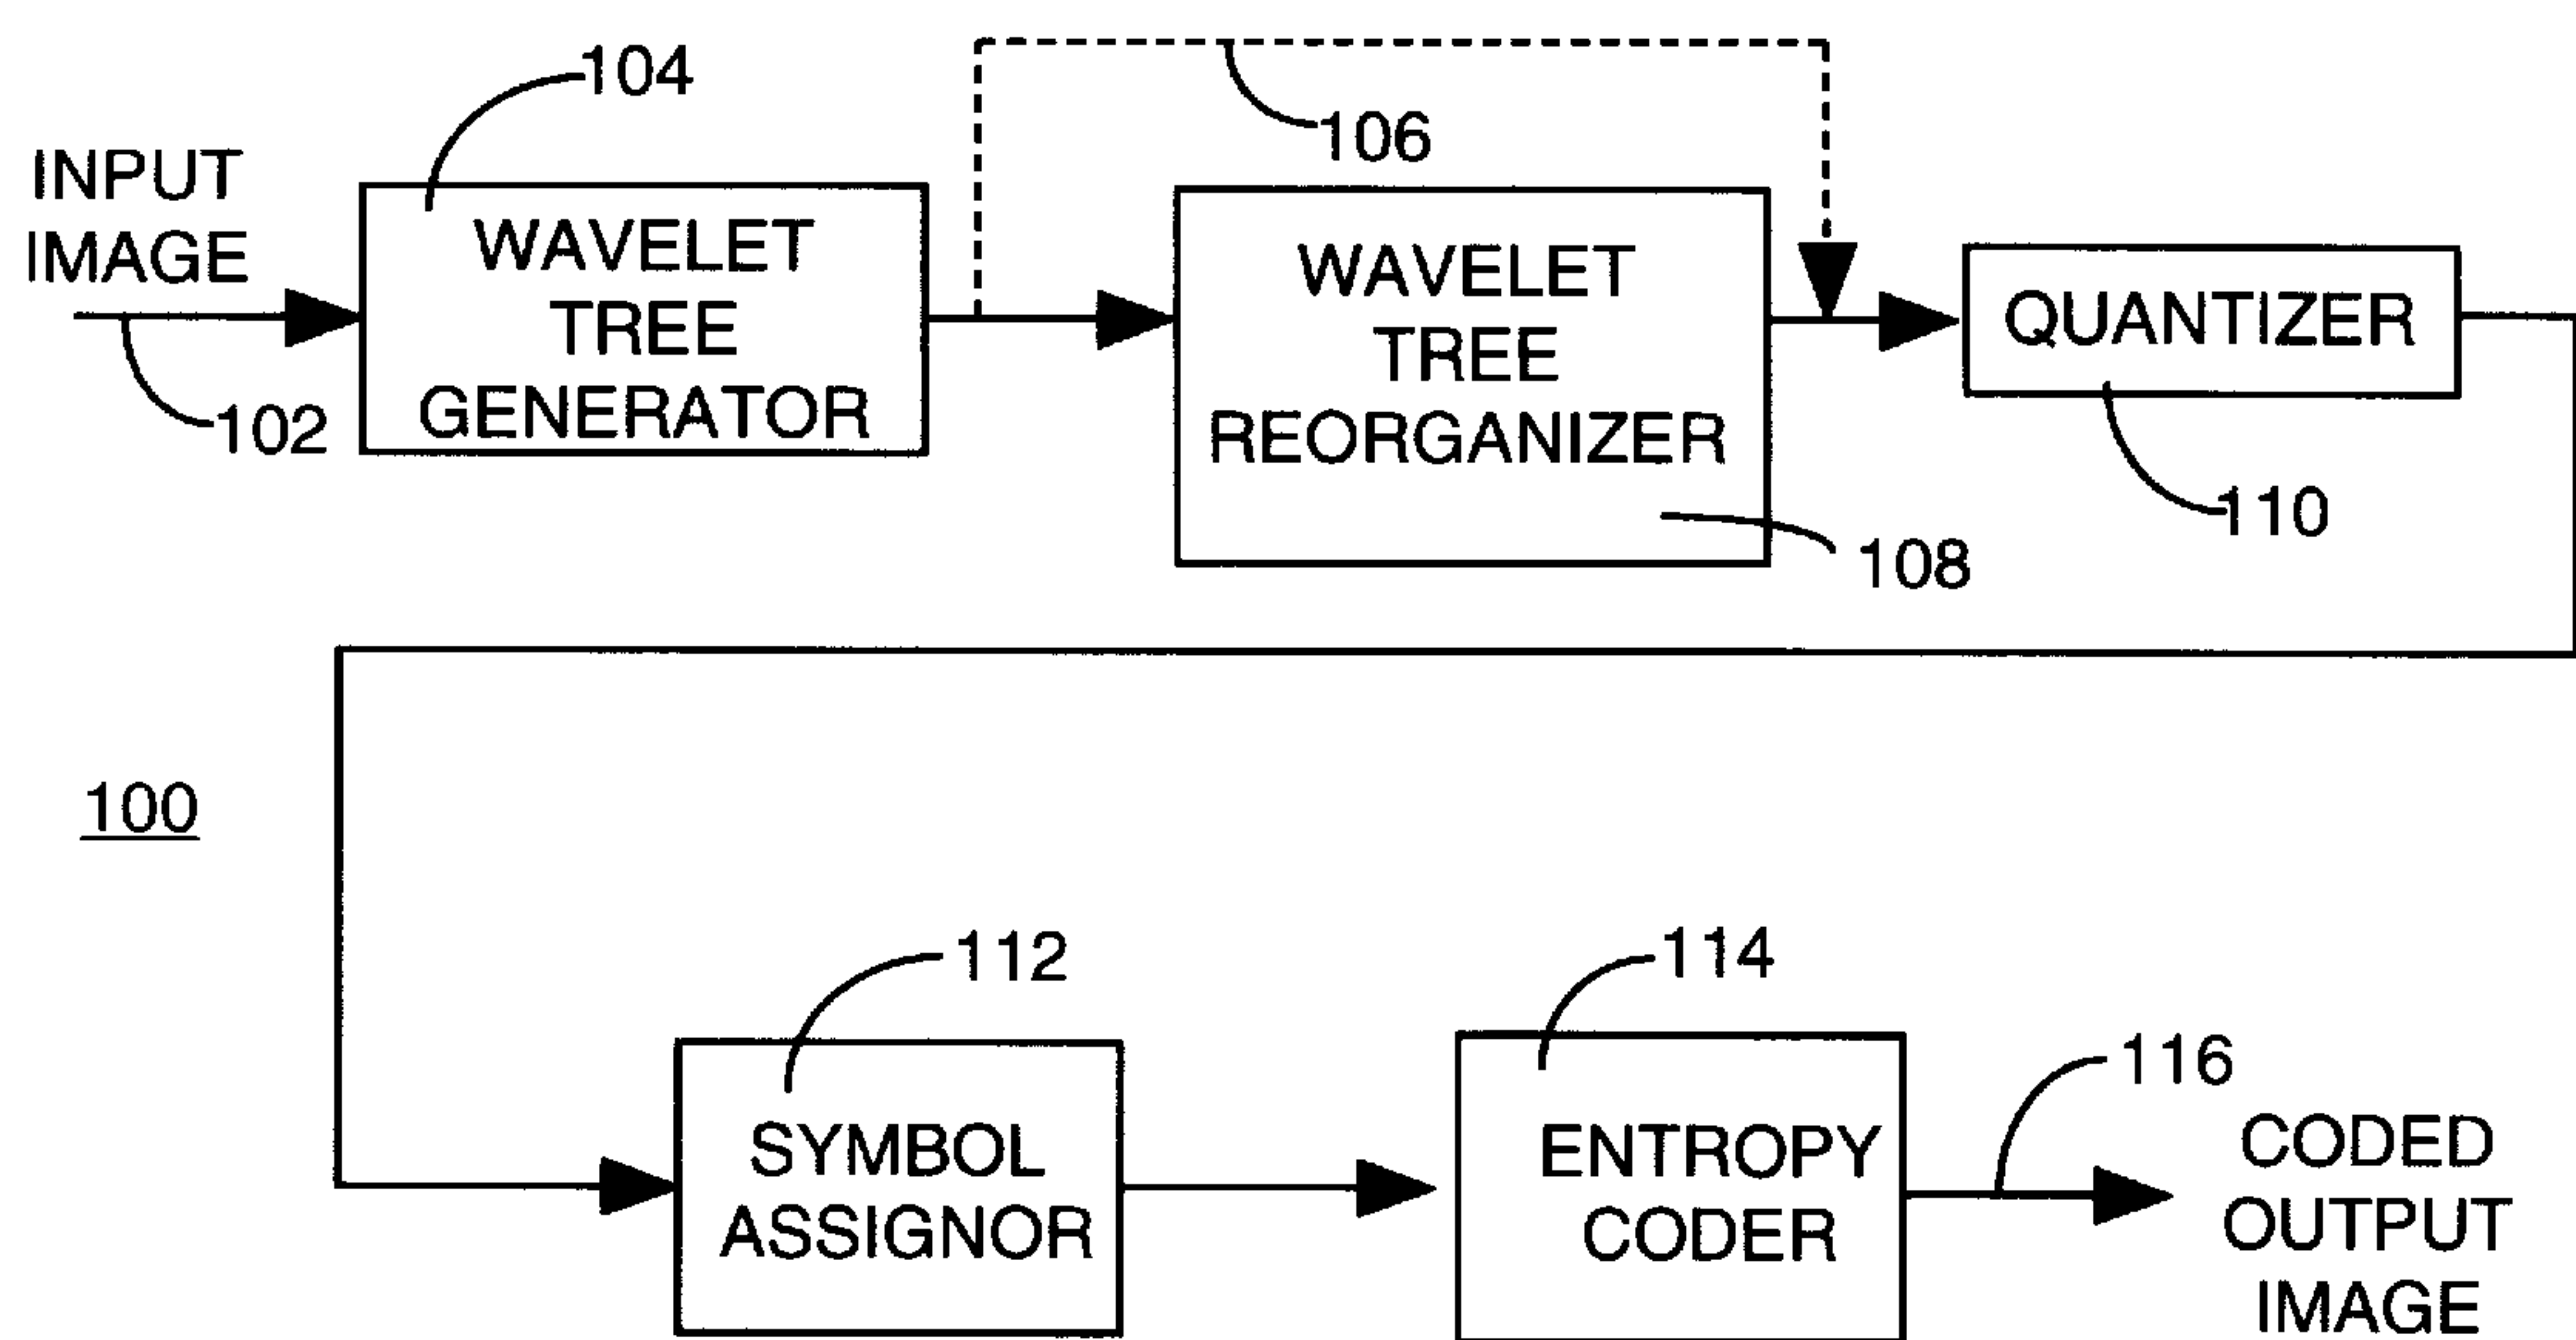 104
106
INPUT
IMAGE
WAVELET
TREE
GENERATOR
102
WAVELET
TREE
REORGANIZER
108
QUANTIZER
110
100
112
SYMBOL
ASSIGNOR
114
ENTROPY
CODER
116
CODED
OUTPUT
IMAGE